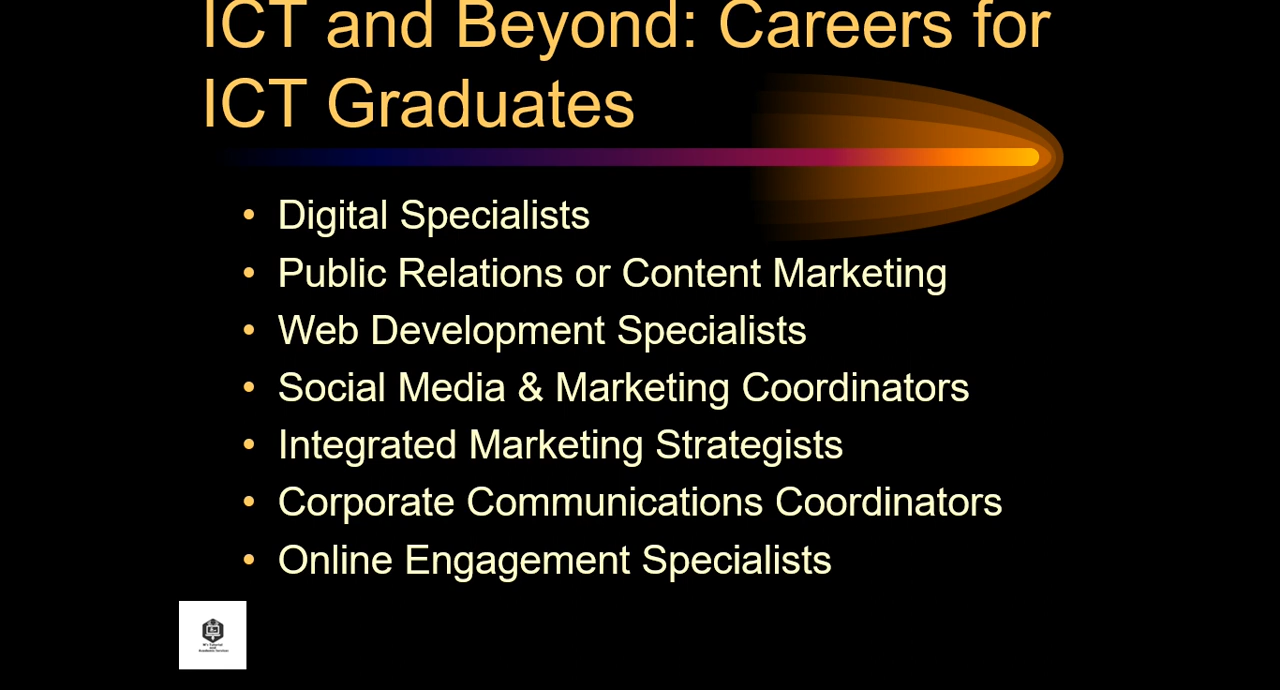 ICT and Beyond: Careers for
ICT Graduates
• Digital Specialists
• Public Relations or Content Marketing
• Web Development Specialists
• Social Media & Marketing Coordinators
• Integrated Marketing Strategists
• Corporate Communications Coordinators
• Online Engagement Specialists